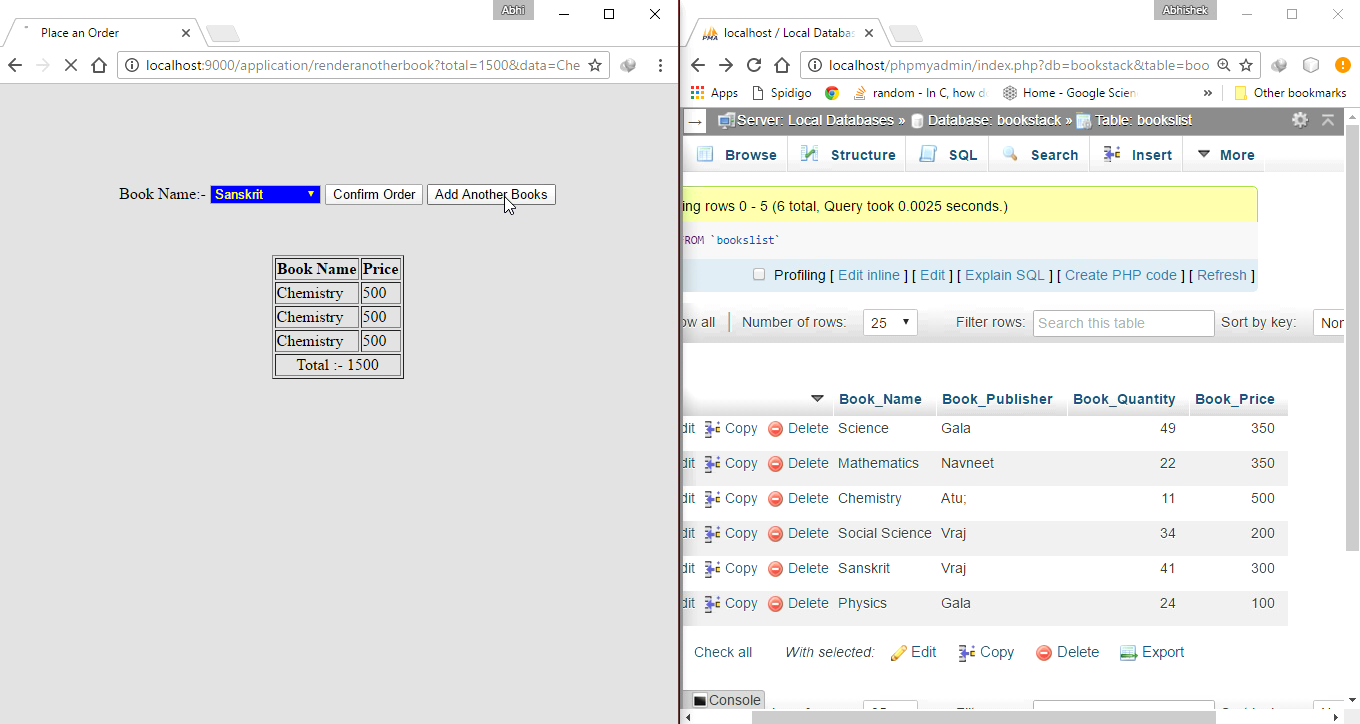 Abhi
Place an Order
localhost:9000/application/renderanotherbook?total=1500&data=Che
Book Name:- Sanskrit Confirm Order Add Another Books
Book Name Price
Chemistry 500
Chemistry 500
Chemistry 500
Total :- 1500
Abhishek
PMA localhost / Local Databas
localhost/phpmyadmin/index.php?db=bookstack&table=boo
Apps Spidigo random - In C, how d Home - Google Scien » Other bookmarks
Server: Local Databases » Database: bookstack » Table: bookslist
Browse Structure SQL Search Insert More
ing rows 0 - 5 (6 total, Query took 0.0025 seconds.)
ROM `bookslist`
Profiling [ Edit inline ] [ Edit ] [ Explain SQL ] [ Create PHP code ] [ Refresh ]
ow all Number of rows: 25 Filter rows: Search this table Sort by key: Non
Book_Name Book_Publisher Book_Quantity Book_Price
dit Copy Delete Science Gala 49 350
dit Copy Delete Mathematics Navneet 22 350
dit Copy Delete Chemistry Atu; 11 500
dit Copy Delete Social Science Vraj 34 200
dit Copy Delete Sanskrit Vraj 41 300
dit Copy Delete Physics Gala 24 100
Check all With selected: Edit Copy Delete Export
Console